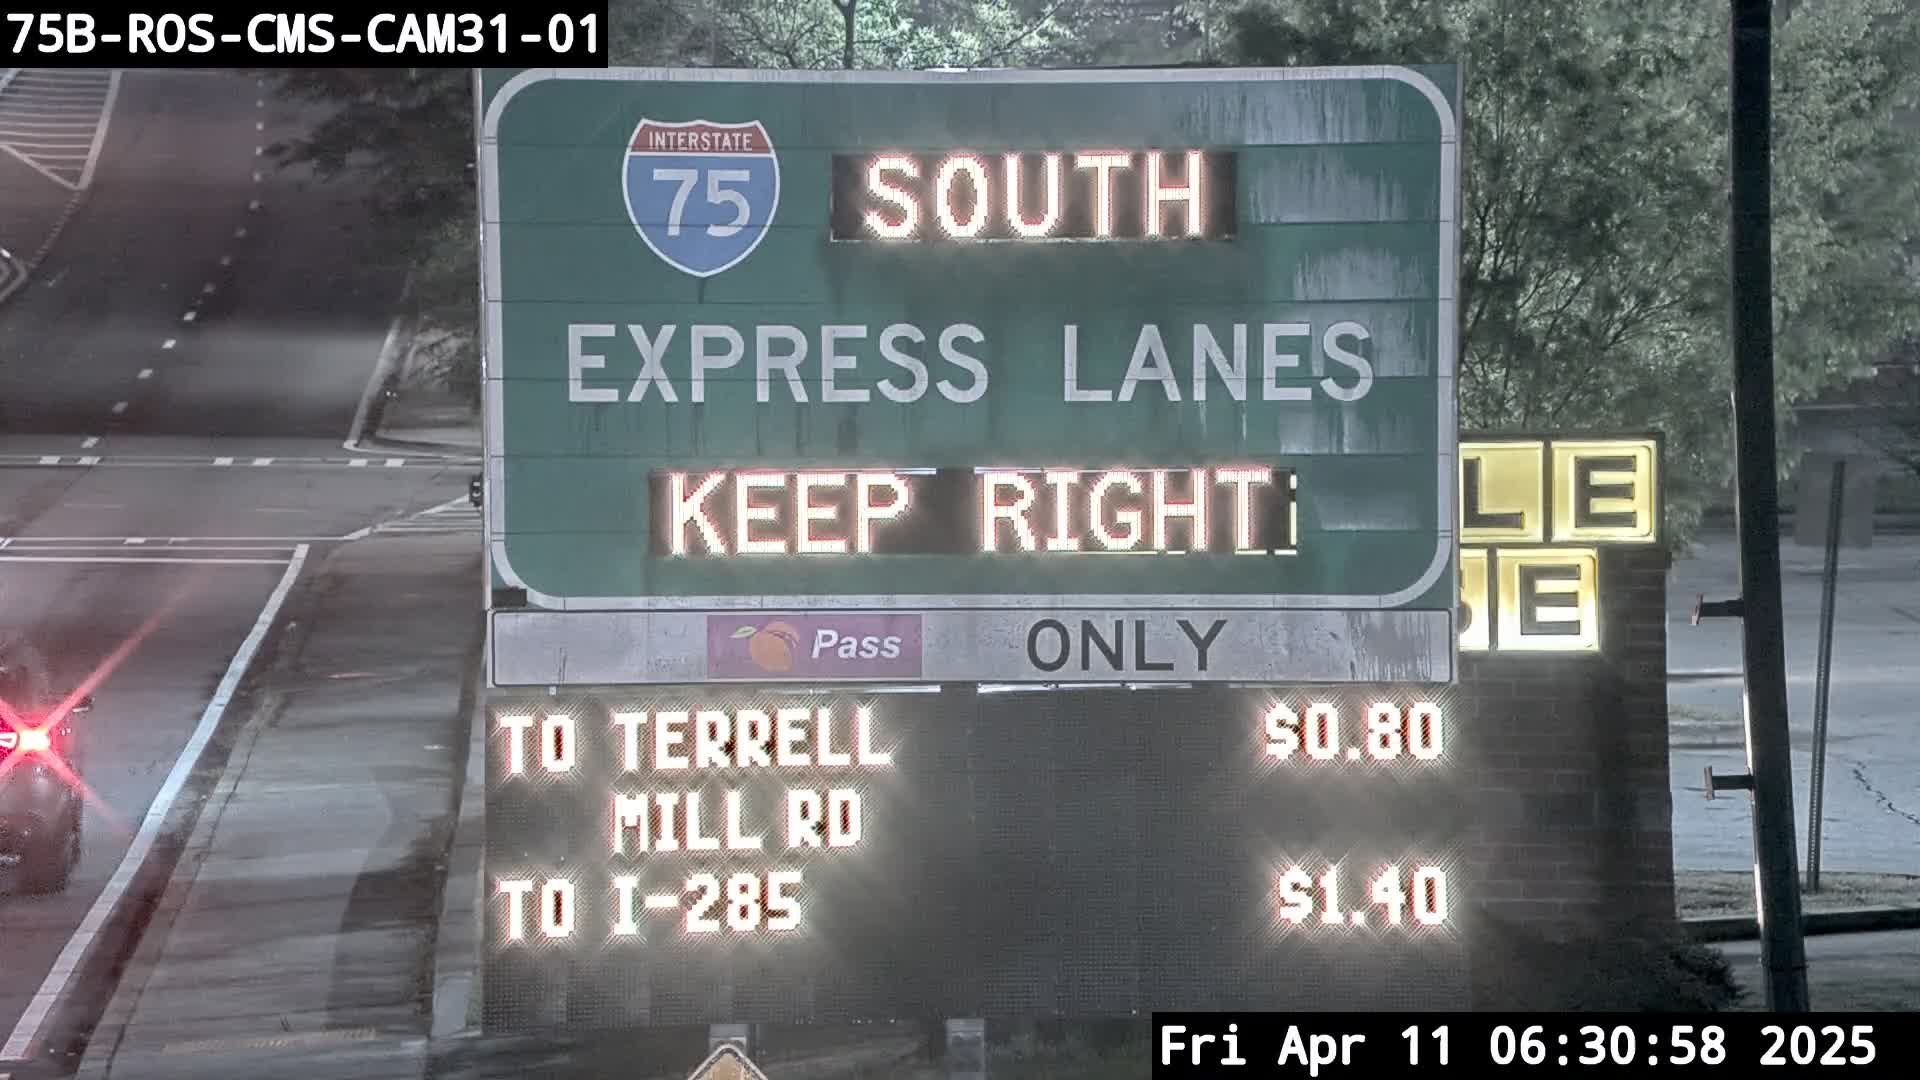 75B-ROS-CMS-CAM31-01
INTERSTATE
75
SOUTH
EXPRESS LANES
KEEP RIGHT
LE
E
Pass ONLY
TO TERRELL $0.80
MILL RD
TO I-285 $1.40
Fri Apr 11 06:30:58 2025